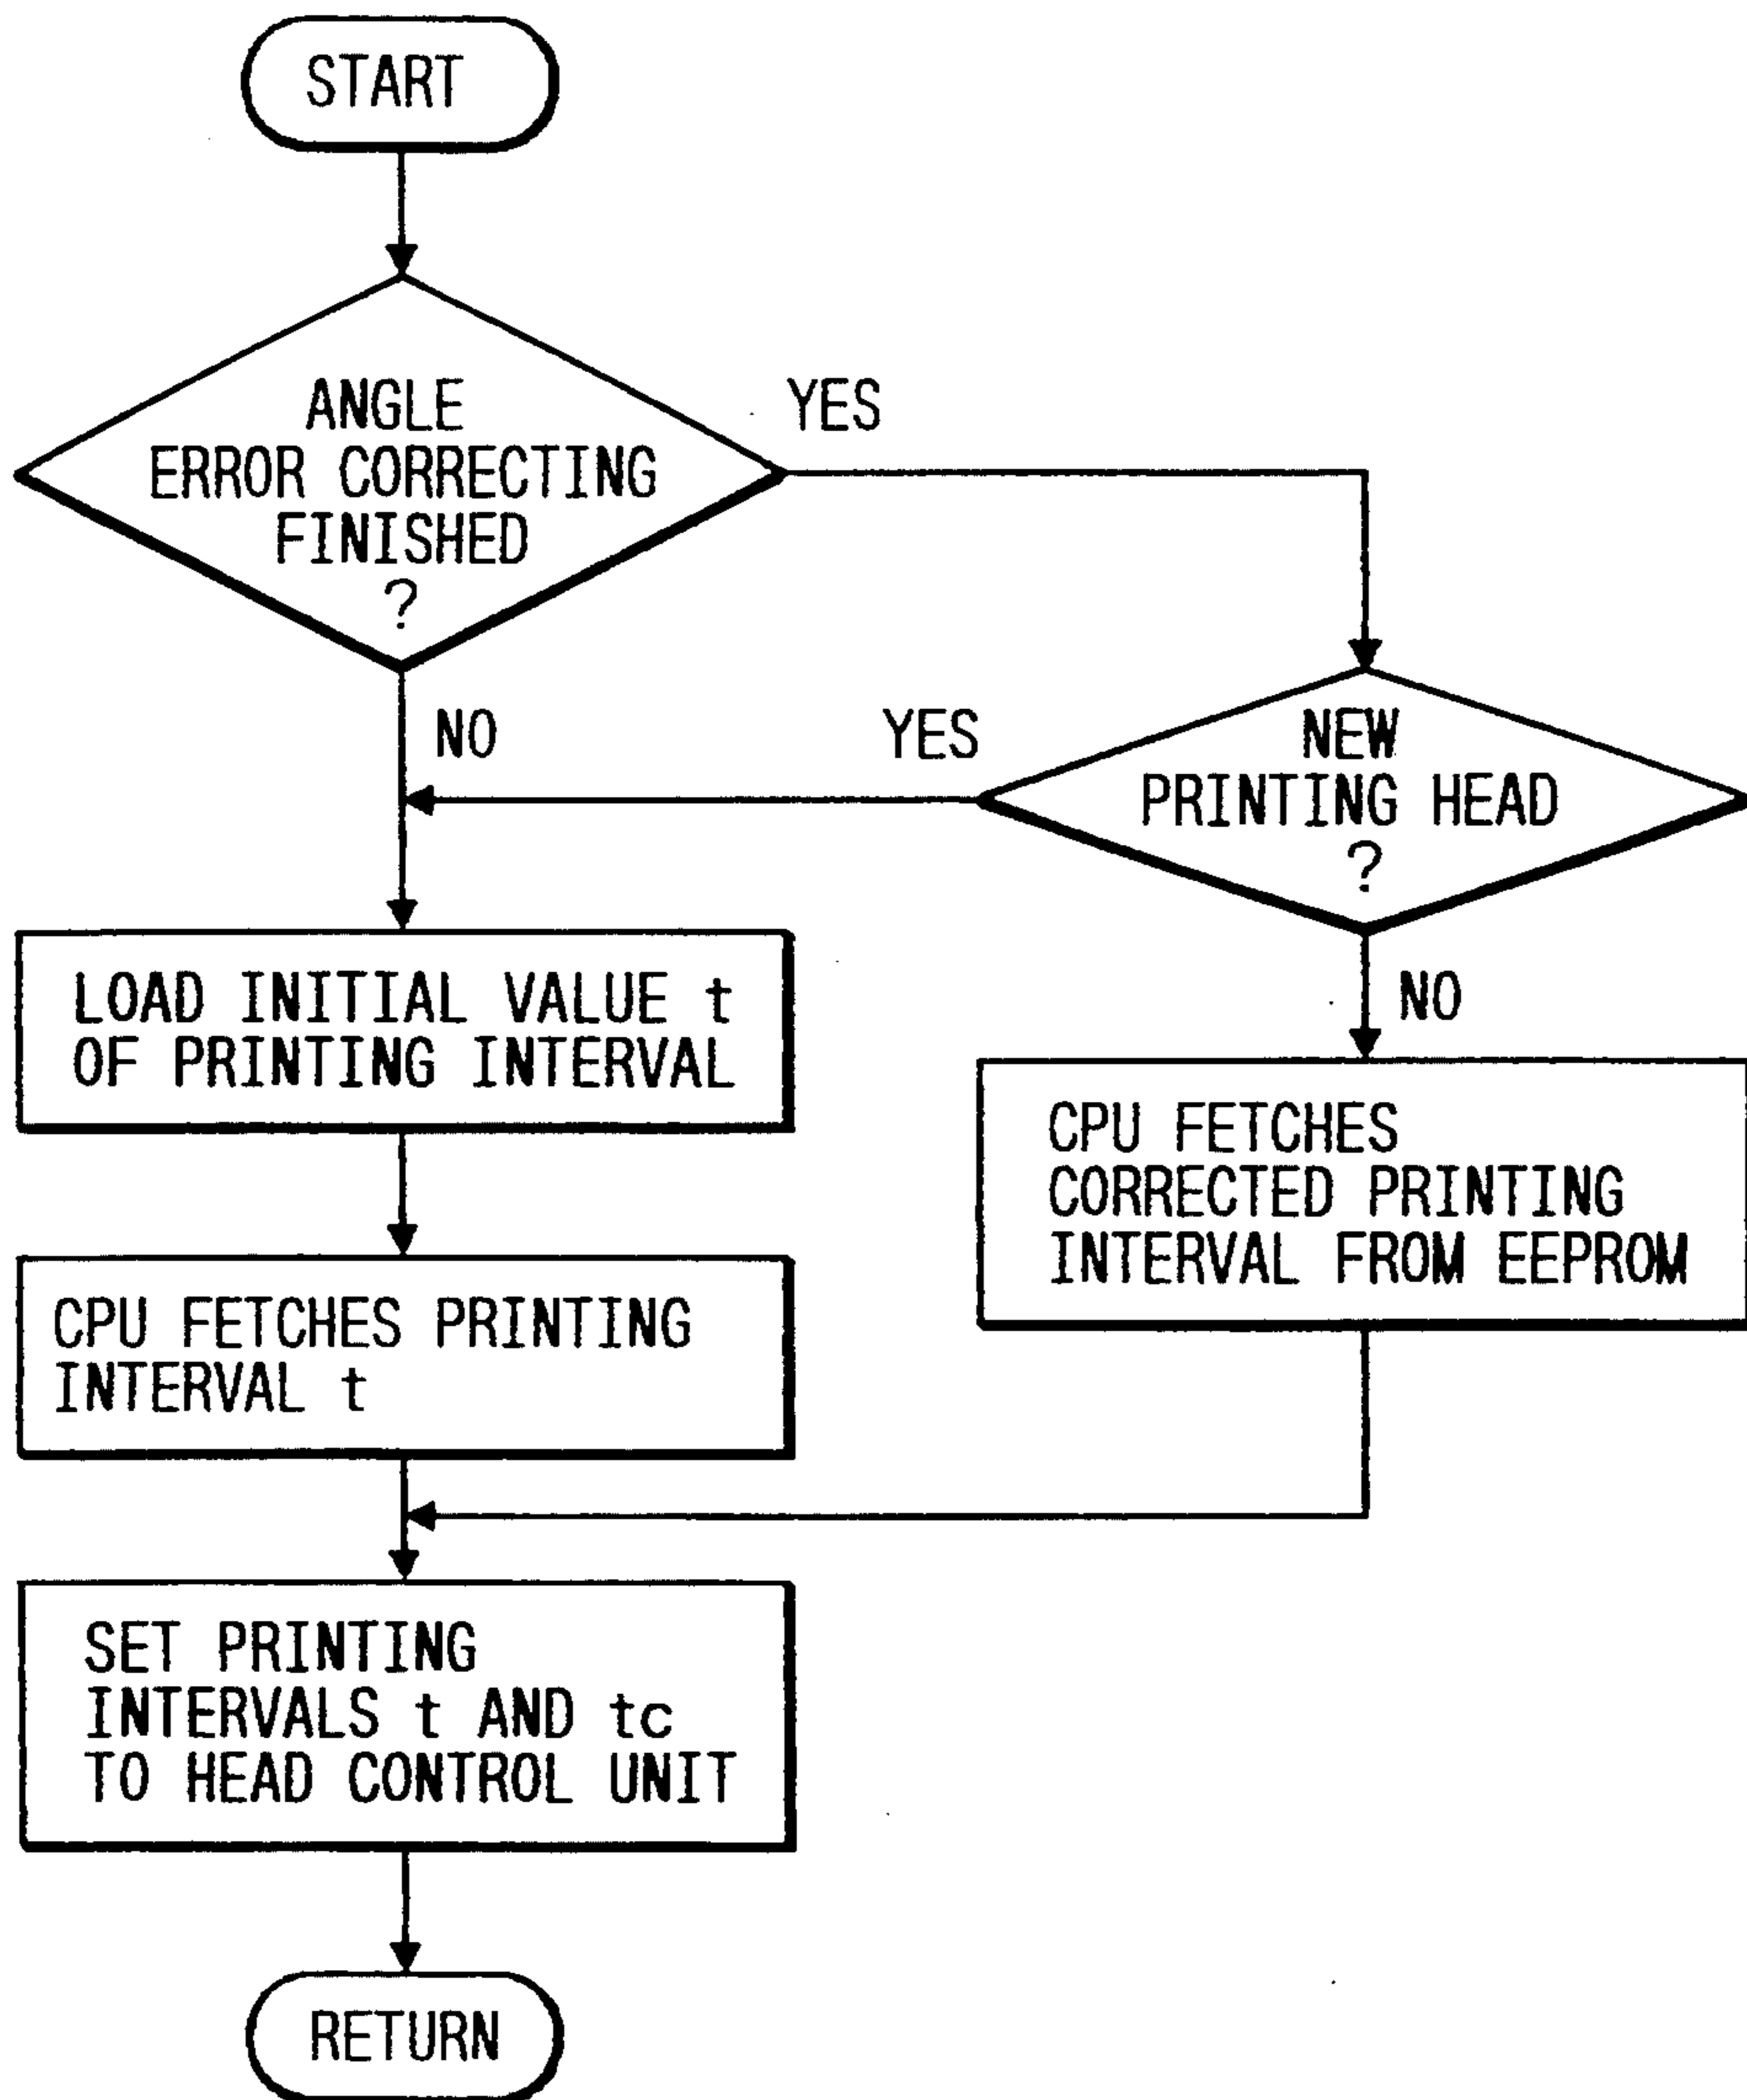 START
ANGLE
ERROR CORRECTING
FINISHED
?
YES
NO
YES
NEW
PRINTING HEAD
?
NO
LOAD INITIAL VALUE t
OF PRINTING INTERVAL
CPU FETCHES
CORRECTED PRINTING
INTERVAL FROM EEPROM
CPU FETCHES PRINTING
INTERVAL t
SET PRINTING
INTERVALS t AND tc
TO HEAD CONTROL UNIT
RETURN